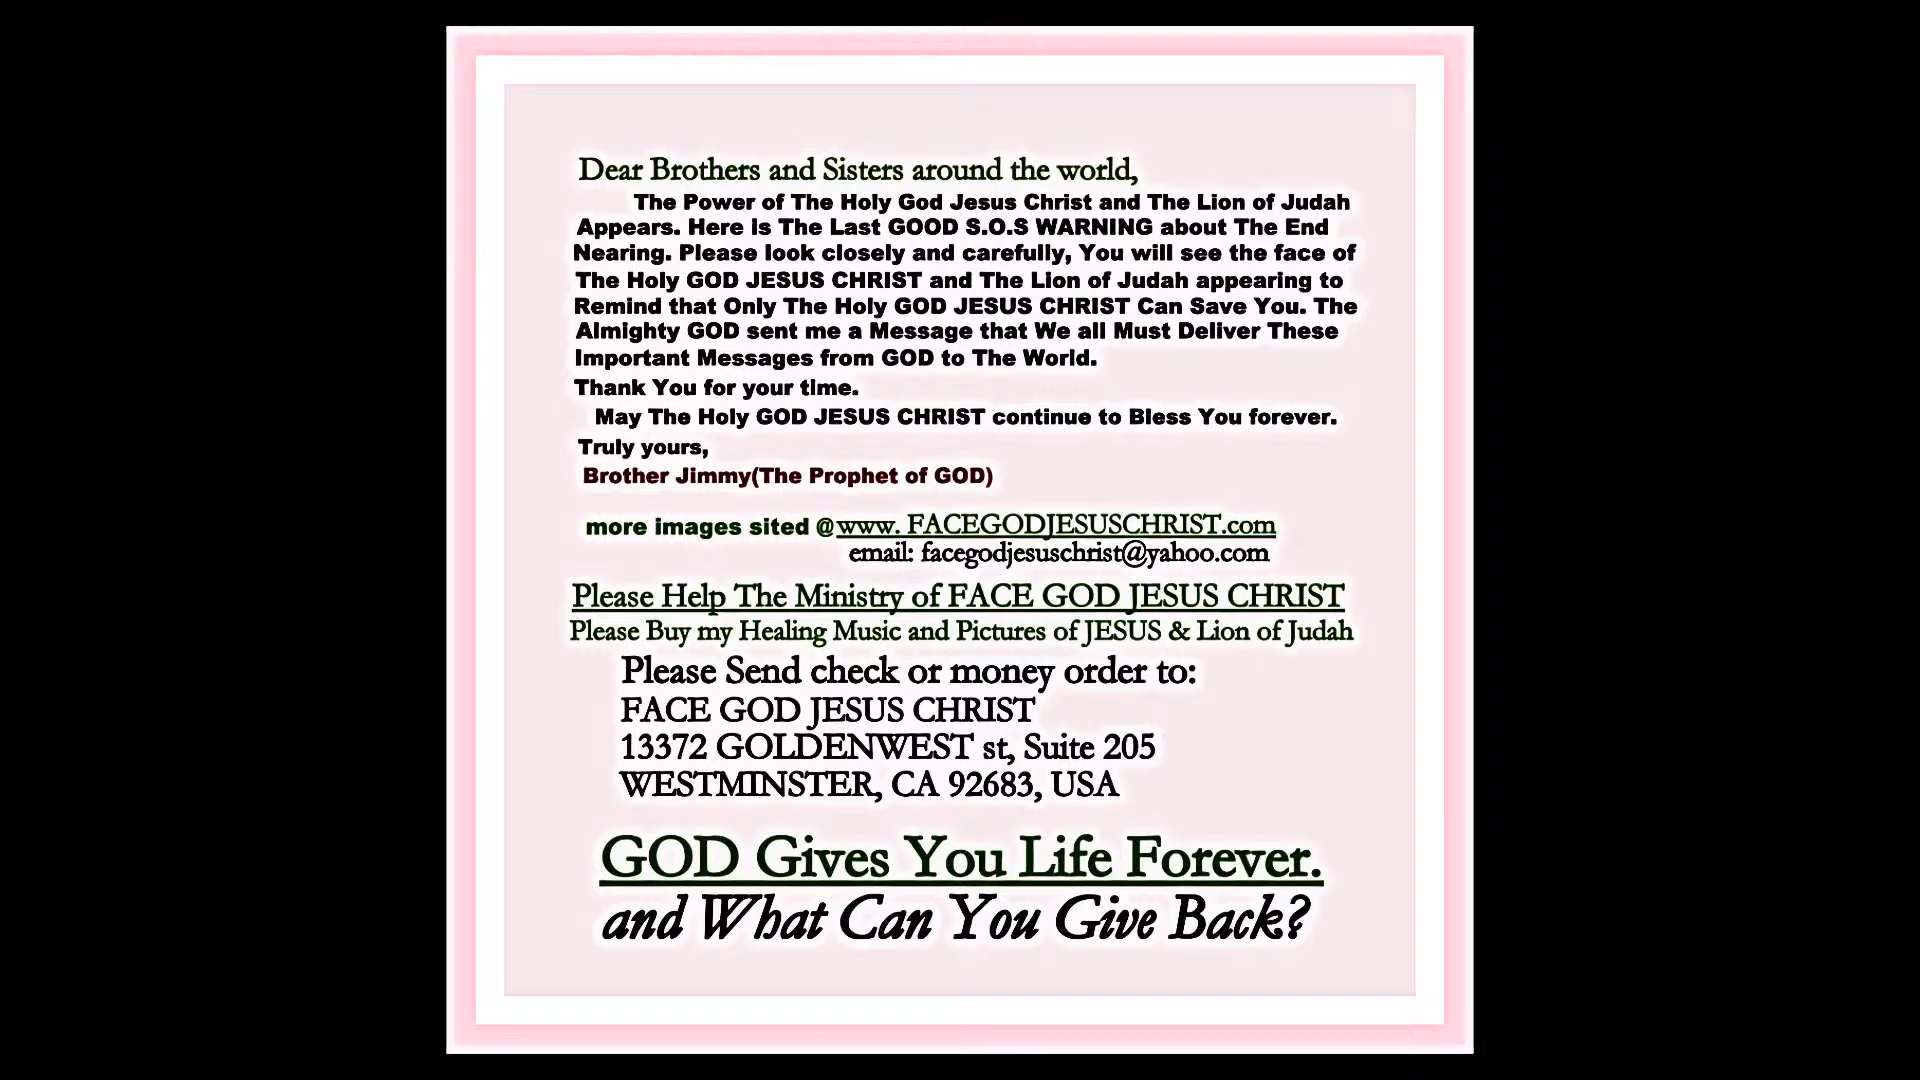 Dear Brothers and Sisters around the world,
The Power of The Holy God Jesus Christ and The Lion of Judah
Appears. Here is The Last GOOD S.O.S WARNING about The End
Nearing. Please look closely and carefully, You will see the face of
The Holy GOD JESUS CHRIST and The Lion of Judah appearing to
Remind that Only The Holy GOD JESUS CHRIST Can Save You. The
Almighty GOD sent me a Message that We all Must Deliver These
Important Messages from GOD to The World.
Thank You for your time.
May The Holy GOD JESUS CHRIST continue to Bless You forever.
Truly yours,
Brother Jimmy(The Prophet of GOD)
more images sited @www. FACEGODJESUSCHRIST.com
email: facegodjesuschrist@yahoo.com
Please Help The Ministry of FACE GOD JESUS CHRIST
Please Buy my Healing Music and Pictures of JESUS & Lion of Judah
Please Send check or money order to:
FACE GOD JESUS CHRIST
13372 GOLDENWEST st, Suite 205
WESTMINSTER, CA 92683, USA
GOD Gives You Life Forever.
and What Can You Give Back?